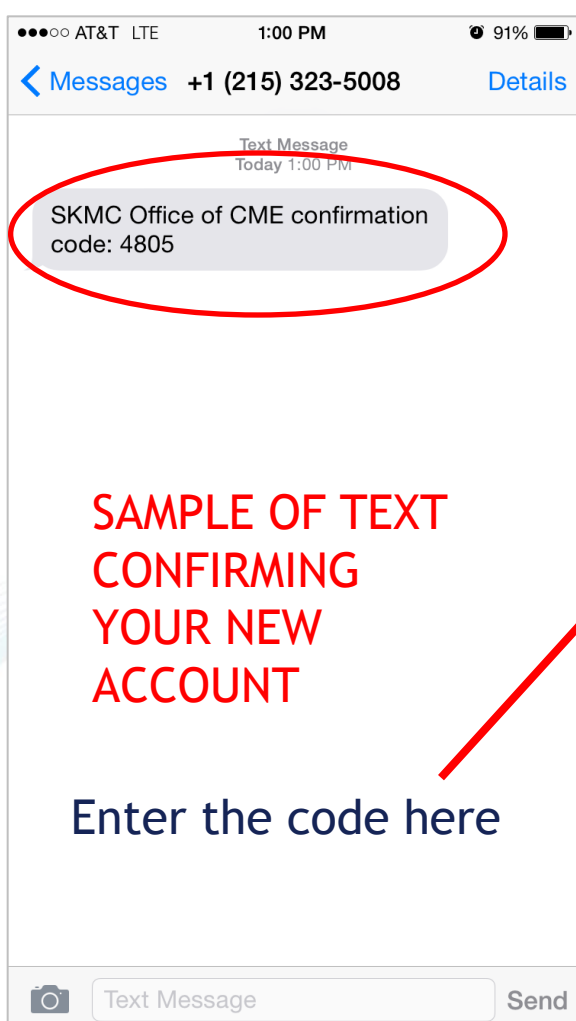 AT&T LTE 1:00 PM 91%
Messages +1 (215) 323-5008 Details
Text Message
Today 1:00 PM
SKMC Office of CME confirmation
code: 4805
SAMPLE OF TEXT
CONFIRMING
YOUR NEW
ACCOUNT
Enter the code here
Text Message Send